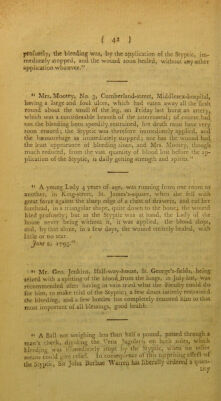 [ 42 ]
profusely, the bleeding was, by the application of the Styptic, im-
mediately stopped, and the wound soon healed, without any other
application whatever."
" Mrs. Mootry, No. 3, Cumberland-street, Middlesex-hospital,
having a large and foul ulcer, which had eaten away all the flesh
round about the small of the leg, on Friday last burst an artery,
which was a considerable branch of the anterenral; of course, had
not the bleeding been speedily restrained, her death must have very
soon ensued; the Styptic was therefore immediately applied, and
the hæmorrhage as immediately stopped; nor has the wound had
the least appearance of bleeding since, and Mrs. Mootry, though
much reduced, from the vast quantity of blood lost before the ap-
plication of the Styptic, is daily getting strength and spirits."
" A young Lady 4 years of age, was running from one room to
another, in King-street, St. James's-square, when she fell with
great force against the sharp edge of a chest of drawers, and cut her
forehead, in a triangular shape, quite down to the bone; the wound
bled profusely; but as the Styptic was at hand, the Lady of the
house never being without it, it was applied, the blood stopt,
and, by that alone, in a few days, the wound entirely healed, with
little or no scar.
June 2, 1795."
" Mr. Geo. Jenkins, Half-way-house, St. George's-fields, being
seized with a spitting of the blood from the lungs, in July last, was
recommended after having in vain tried what the Faculty could do
for him, to make trial of the Styptic; a few doses entirely restrained
the bleeding, and a few bottles has completely restored him to that
most important of all blessings, good health.
" A Ball not weighing less than half a pound, passed through a
man's cheek, dividing the Vena Jugularis on both sides, which
bleeding was immediately stopt by the Styptic, when no other
means could give relief. In consequence of this surprising effect of
the Styptic, Sir John Borlase Warren has liberally ordered a quan-
tity